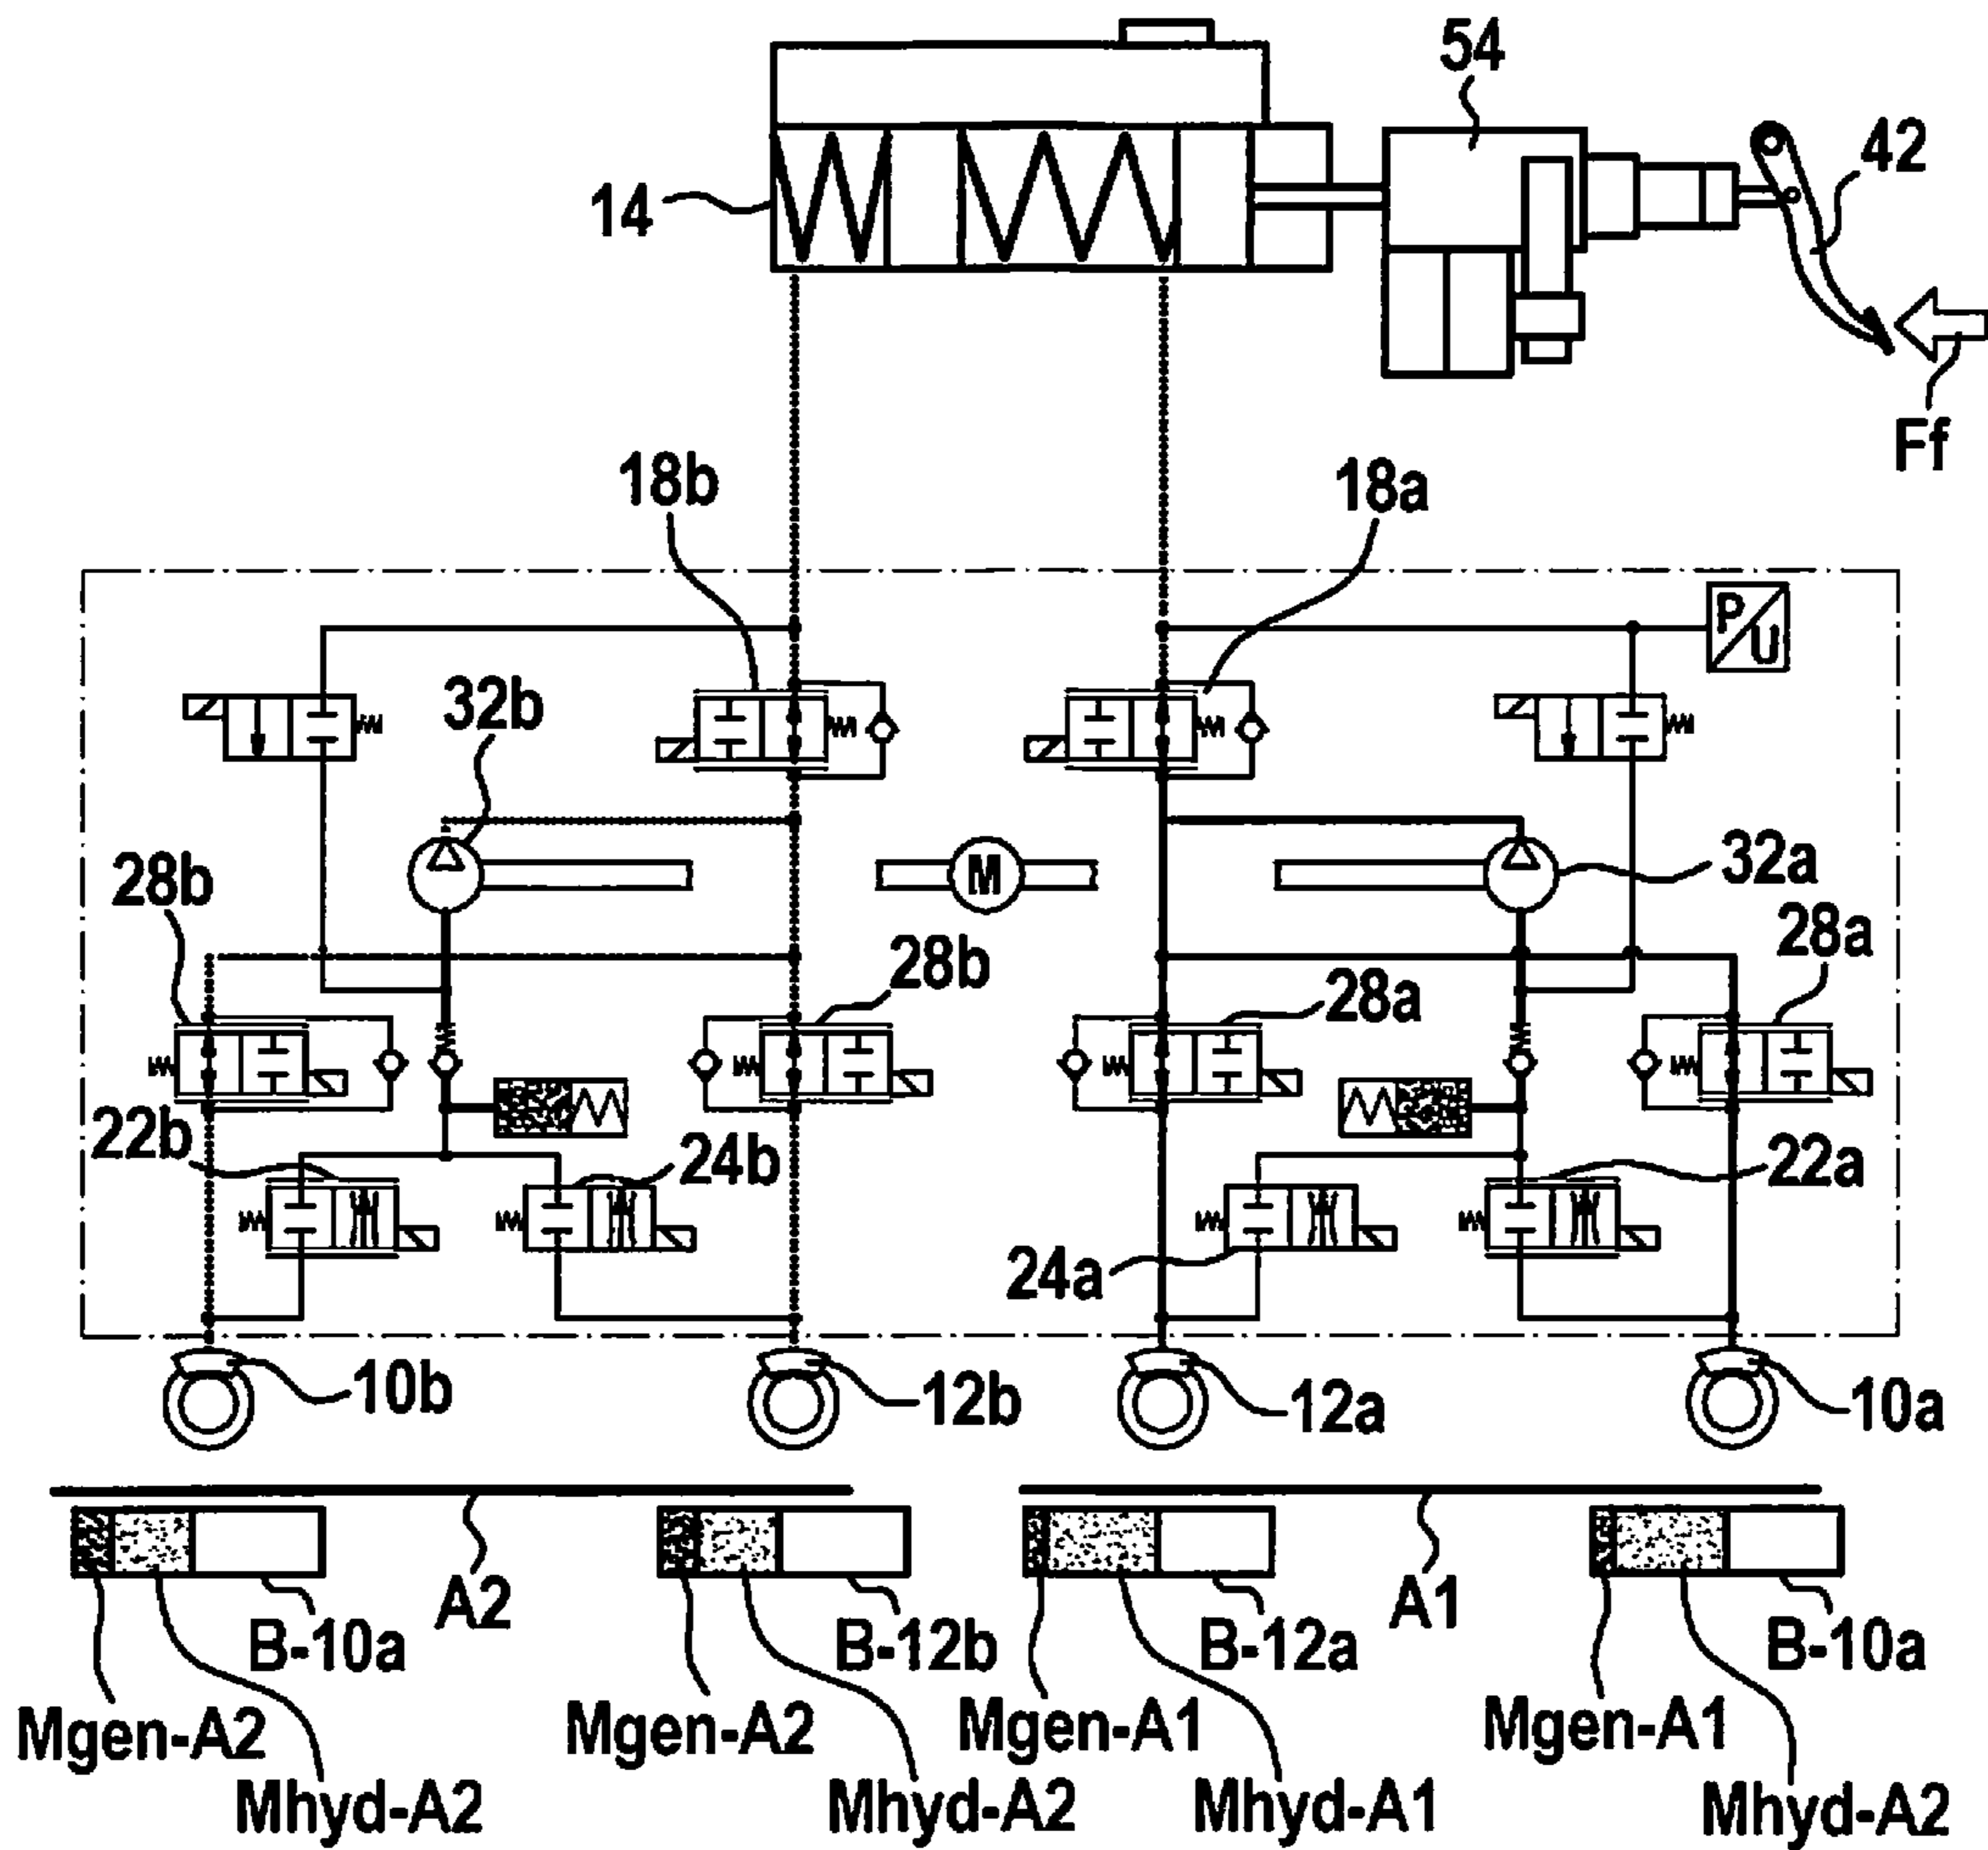 54
42
14
Ff
18b
18a
P
U
32b
28b
M
32a
28b
28a
28a
22b
24b
22a
24a
10b
12b
12a
10a
A2
A1
B-10a
B-12b
B-12a
B-10a
Mgen-A2
Mgen-A2
Mgen-A1
Mgen-A1
Mhyd-A2
Mhyd-A2
Mhyd-A1
Mhyd-A2